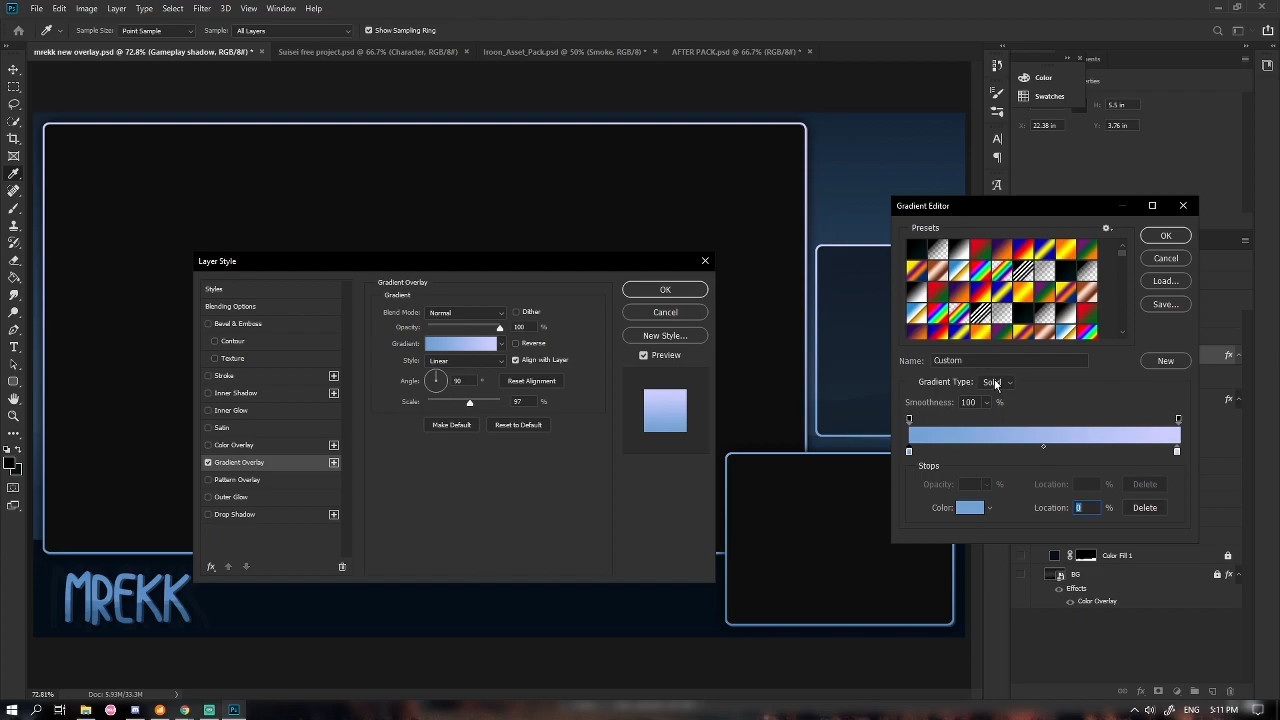 File Edit Image Layer Type Select Filter 3D View Window Help
Sample Size: Point Sample Sample: All Layers Show Sampling Ring
mrekk new overlay.psd @ 72.8% (Gameplay shadow, RGB/8#) * Suisei free project.psd @ 66.7% (Character, RGB/8#) Iroon_Asset_Pack.psd @ 50% (Smoke, RGB/8) * AFTER PACK.psd @ 66.7% (RGB/8#) *
Color
Swatches
H: 5.5 in
X: 22.38 in Y: 3.76 in
Gradient Editor
Presets
OK
Cancel
Load...
Save...
Name: Custom New
Gradient Type: Solid
Smoothness: 100 %
Stops
Opacity: % Location: % Delete
Color: Location: 0 % Delete
Layer Style
Styles
Blending Options
Bevel & Emboss
Contour
Texture
Stroke
Inner Shadow
Inner Glow
Satin
Color Overlay
Gradient Overlay
Pattern Overlay
Outer Glow
Drop Shadow
fx
Gradient Overlay
Gradient
Blend Mode: Normal Dither
Opacity: 100 %
Gradient: Reverse
Style: Linear Align with Layer
Angle: 90 ° Reset Alignment
Scale: 97 %
Make Default Reset to Default
OK
Cancel
New Style...
Preview
MREKK
fx
fx
Color Fill 1
BG fx
Effects
Color Overlay
72.81% Doc: 5.93M/33.3M
ENG 5:11 PM